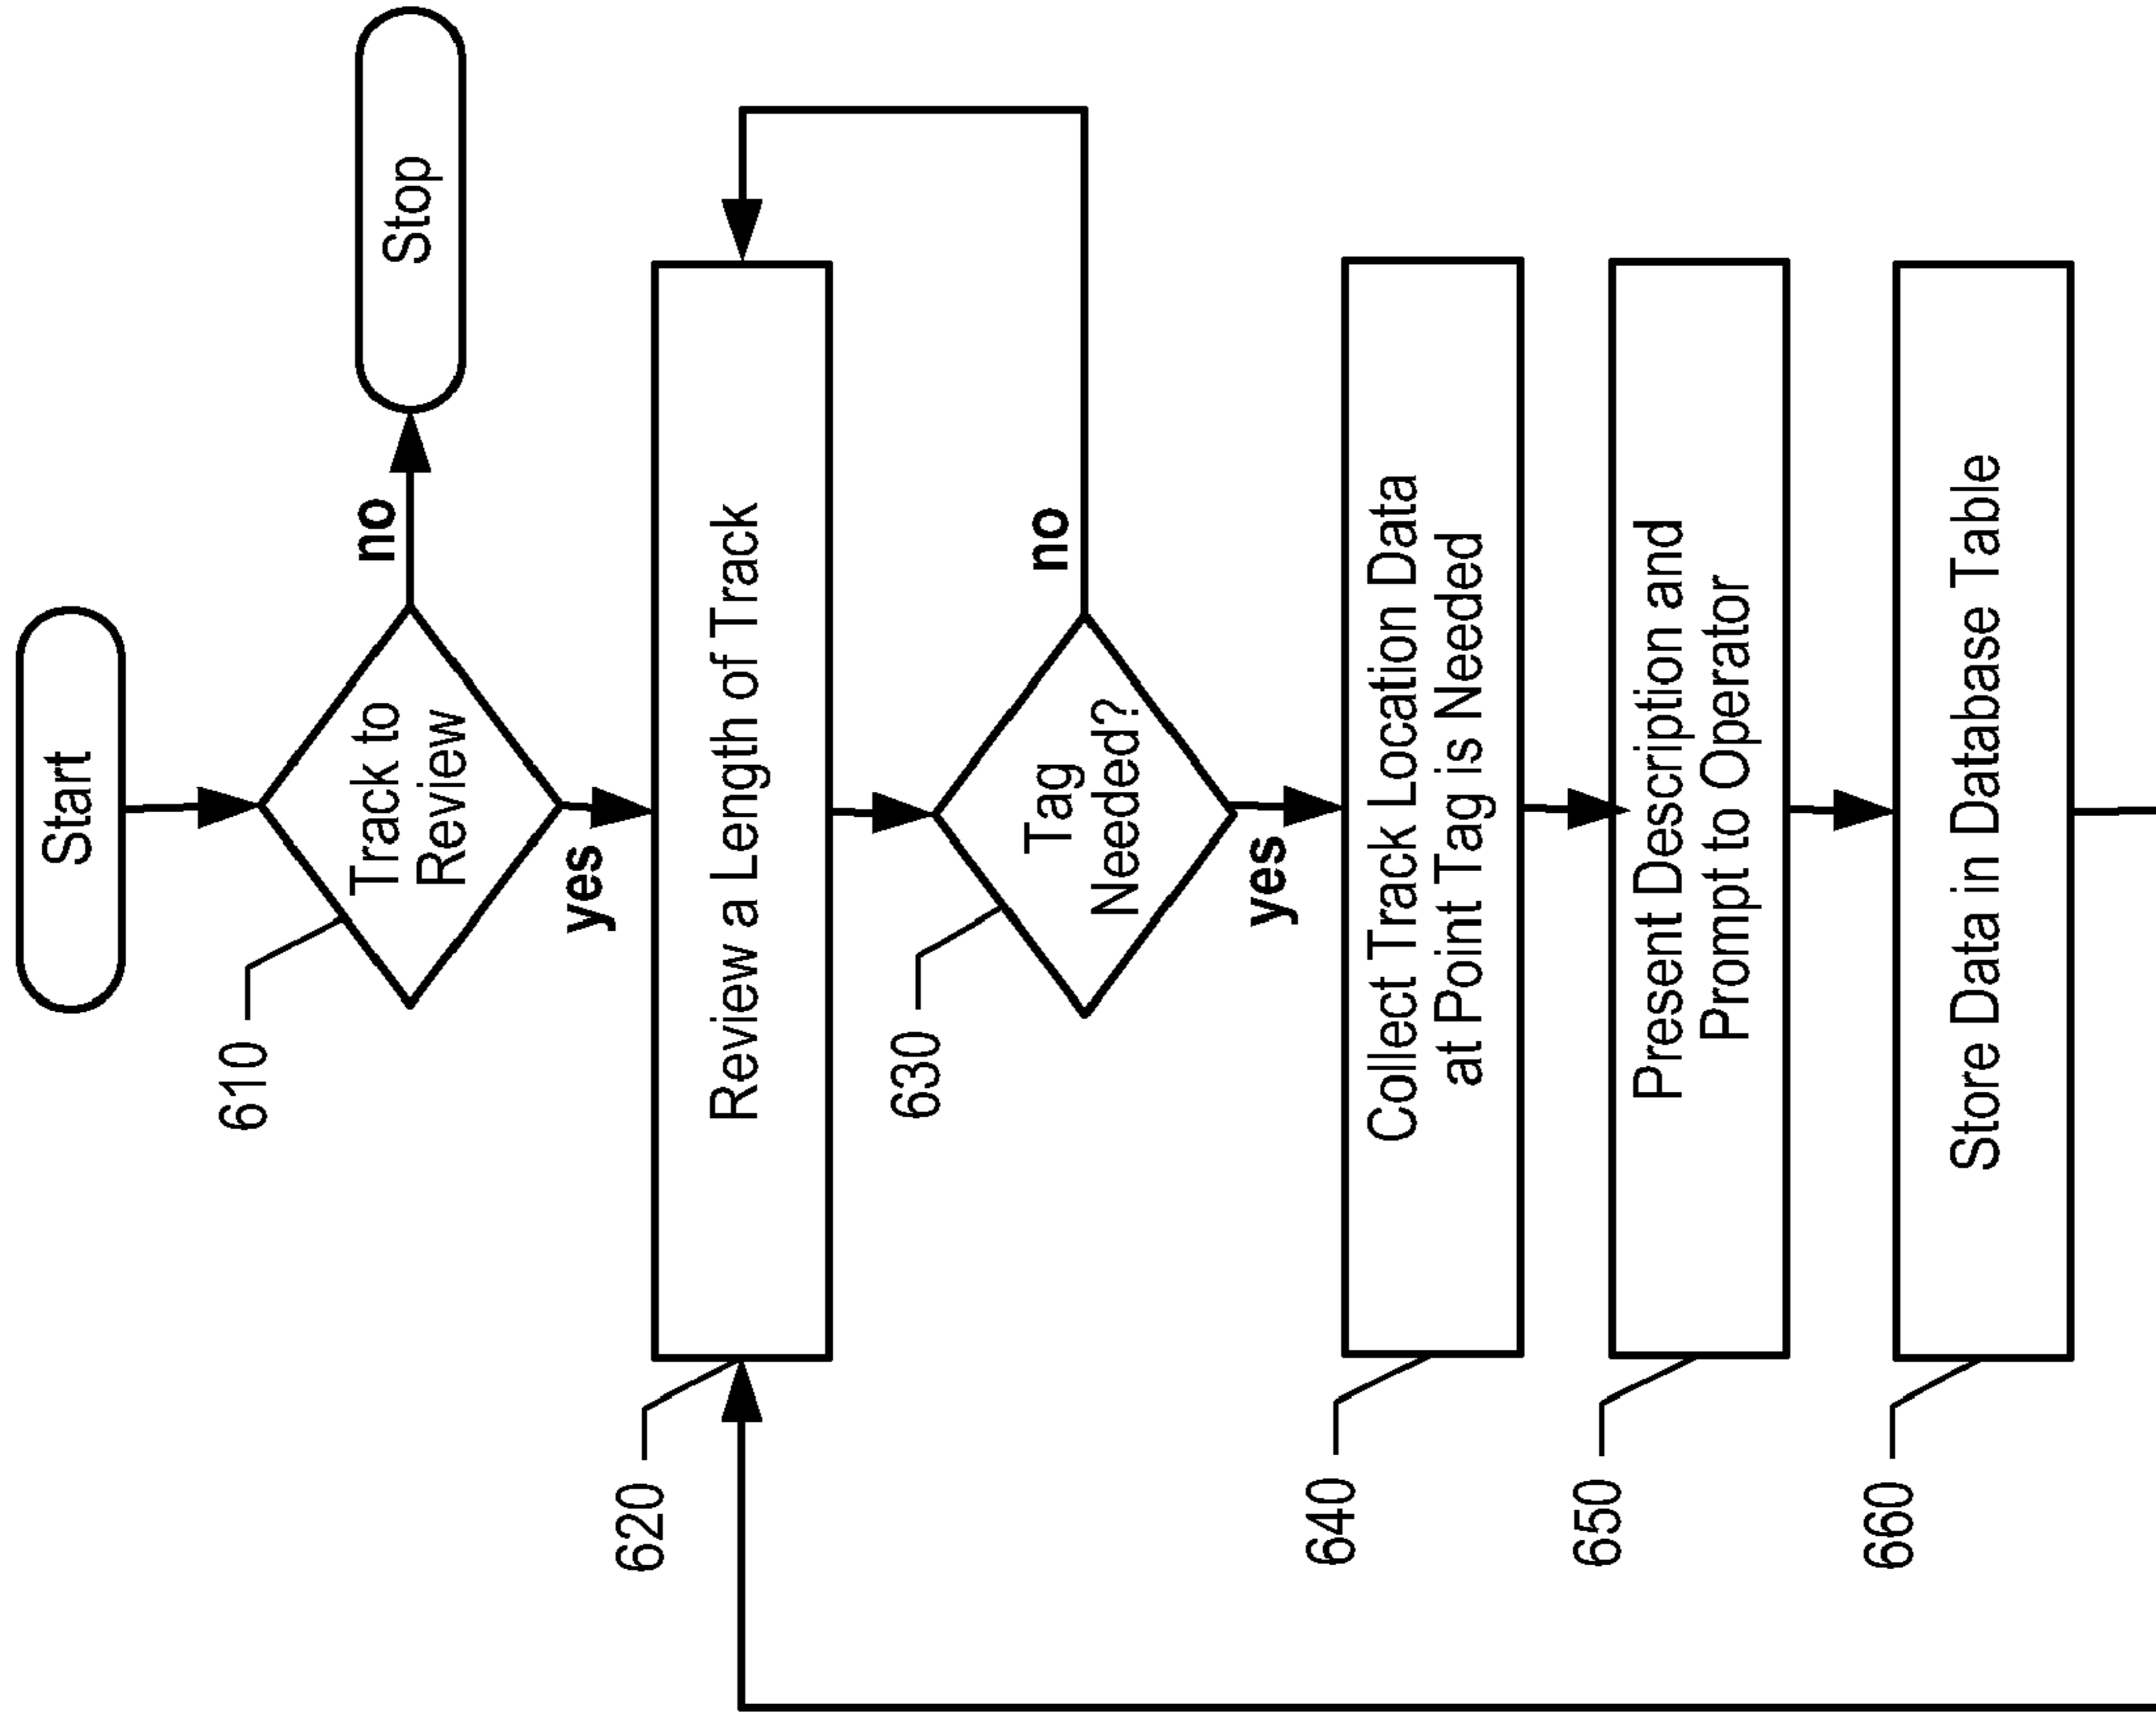 Start
610
Track to
Review
no
Stop
yes
620
Review a Length of Track
630
Tag
Needed?
no
yes
640
Collect Track Location Data
at Point Tag is Needed
650
Present Description and
Prompt to Operator
660
Store Data in Database Table